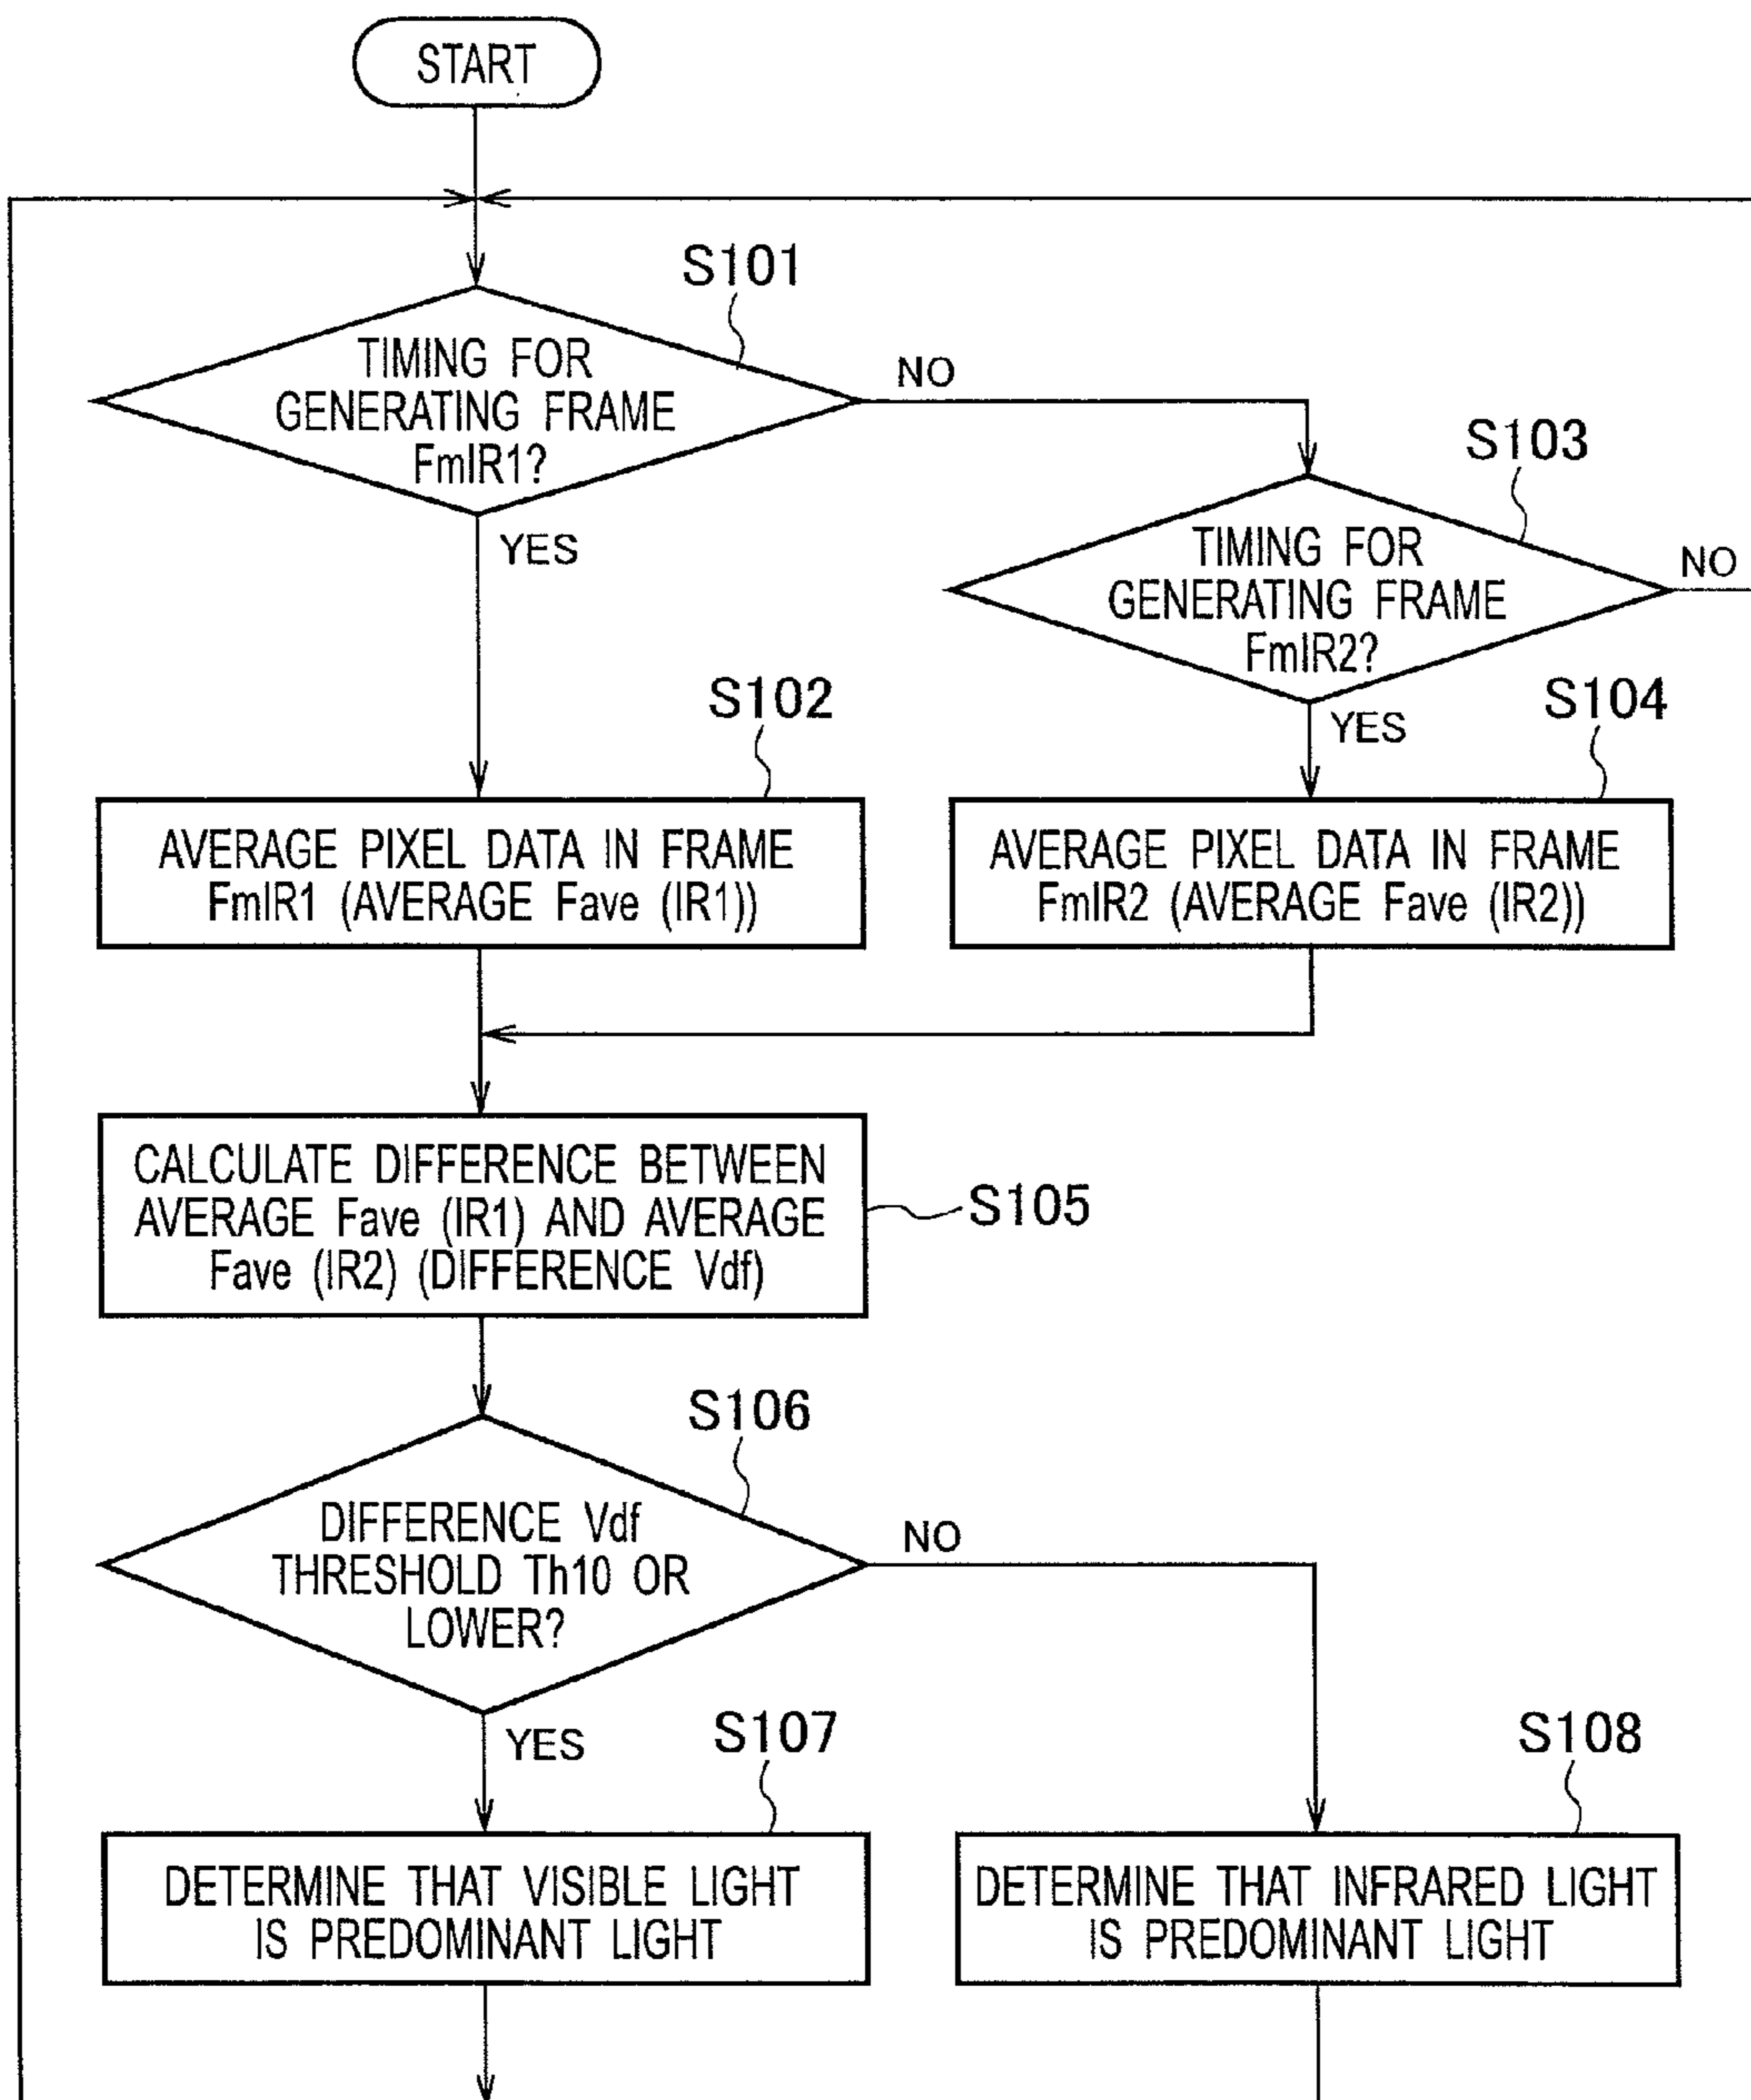 START
S101
TIMING FOR
GENERATING FRAME
FmIR1?
NO
YES
S103
TIMING FOR
GENERATING FRAME
FmIR2?
NO
YES
S102
AVERAGE PIXEL DATA IN FRAME
FmIR1 (AVERAGE Fave (IR1))
S104
AVERAGE PIXEL DATA IN FRAME
FmIR2 (AVERAGE Fave (IR2))
CALCULATE DIFFERENCE BETWEEN
AVERAGE Fave (IR1) AND AVERAGE
Fave (IR2) (DIFFERENCE Vdf)
S105
S106
DIFFERENCE Vdf
THRESHOLD Th10 OR
LOWER?
NO
YES
S107
DETERMINE THAT VISIBLE LIGHT
IS PREDOMINANT LIGHT
S108
DETERMINE THAT INFRARED LIGHT
IS PREDOMINANT LIGHT